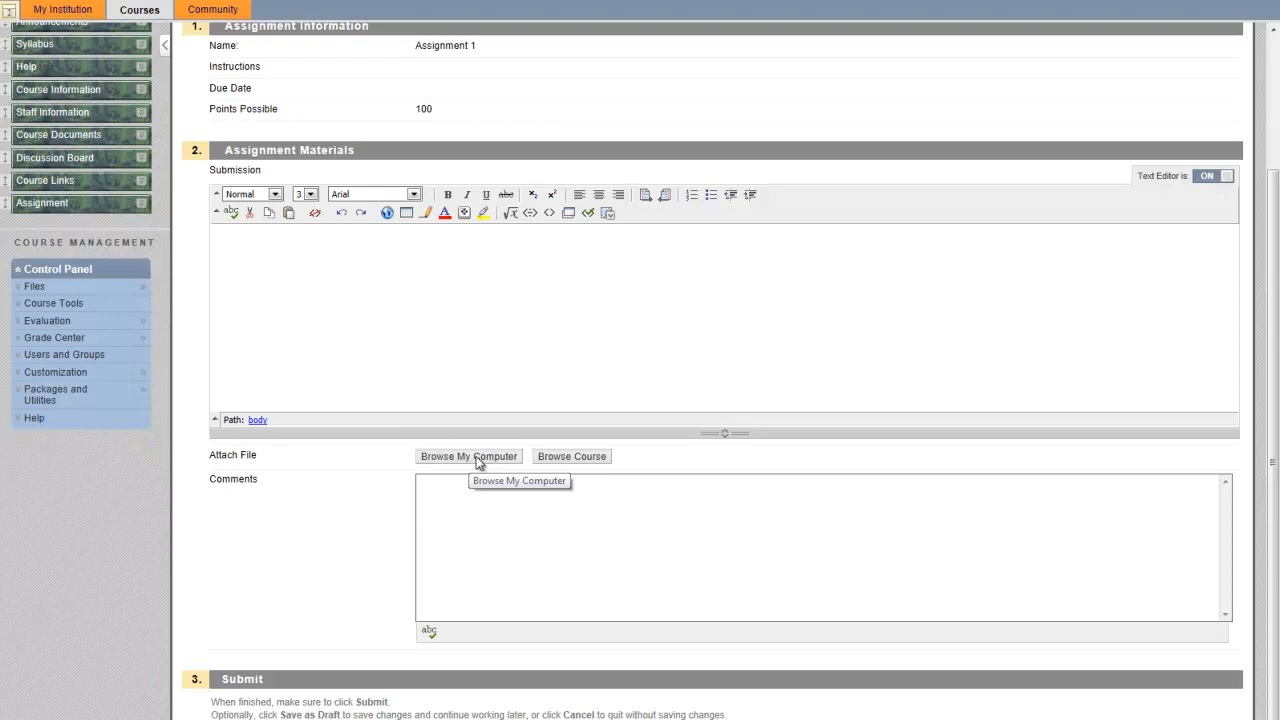 My Institution
Courses
Community
Announcements
Syllabus
Help
Course Information
Staff Information
Course Documents
Discussion Board
Course Links
Assignment
COURSE MANAGEMENT
Control Panel
Files
Course Tools
Evaluation
Grade Center
Users and Groups
Customization
Packages and
Utilities
Help
1. Assignment Information
Name: Assignment 1
Instructions
Due Date
Points Possible 100
2. Assignment Materials
Submission
Text Editor is: ON
Normal 3 Arial B I U abc
abc
Path: body
Attach File Browse My Computer Browse Course
Browse My Computer
Comments
abc
3. Submit
When finished, make sure to click Submit.
Optionally, click Save as Draft to save changes and continue working later, or click Cancel to quit without saving changes.